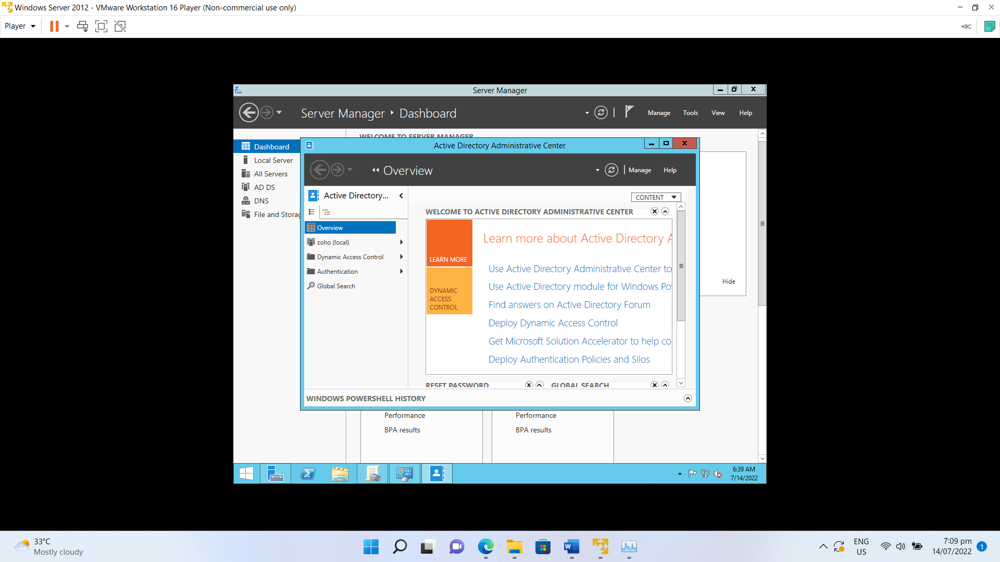 Windows Server 2012 - VMware Workstation 16 Player (Non-commercial use only)
Player
Server Manager
Server Manager Dashboard
Manage Tools View Help
WELCOME TO SERVER MANAGER
Dashboard
Local Server
All Servers
AD DS
DNS
File and Storag
Hide
Active Directory Administrative Center
Overview
Manage Help
Active Directory...
CONTENT
Overview
zoho (local)
Dynamic Access Control
Authentication
Global Search
WELCOME TO ACTIVE DIRECTORY ADMINISTRATIVE CENTER
LEARN MORE
DYNAMIC
ACCESS
CONTROL
Learn more about Active Directory A
Use Active Directory Administrative Center to
Use Active Directory module for Windows Po
Find answers on Active Directory Forum
Deploy Dynamic Access Control
Get Microsoft Solution Accelerator to help co
Deploy Authentication Policies and Silos
RESET PASSWORD GLOBAL SEARCH
WINDOWS POWERSHELL HISTORY
Performance Performance
BPA results BPA results
6:39 AM
7/14/2022
33°C
Mostly cloudy
W
ENG
US
7:09 pm
14/07/2022
1